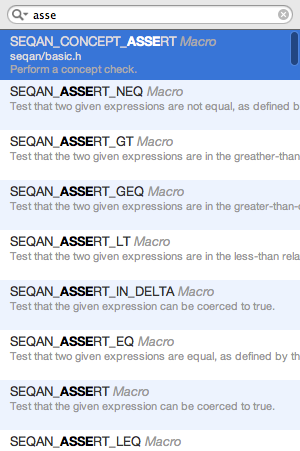 asse
SEQAN_CONCEPT_ASSERT Macro
seqan/basic.h
Perform a concept check.
SEQAN_ASSERT_NEQ Macro
Test that two given expressions are not equal, as defined b
SEQAN_ASSERT_GT Macro
Test that the two given expressions are in the greather-than
SEQAN_ASSERT_GEQ Macro
Test that the two given expressions are in the greater-than-
SEQAN_ASSERT_LT Macro
Test that the two given expressions are in the less-than rela
SEQAN_ASSERT_IN_DELTA Macro
Test that the given expression can be coerced to true.
SEQAN_ASSERT_EQ Macro
Test that two given expressions are equal, as defined by th
SEQAN_ASSERT Macro
Test that the given expression can be coerced to true.
SEQAN_ASSERT_LEQ Macro